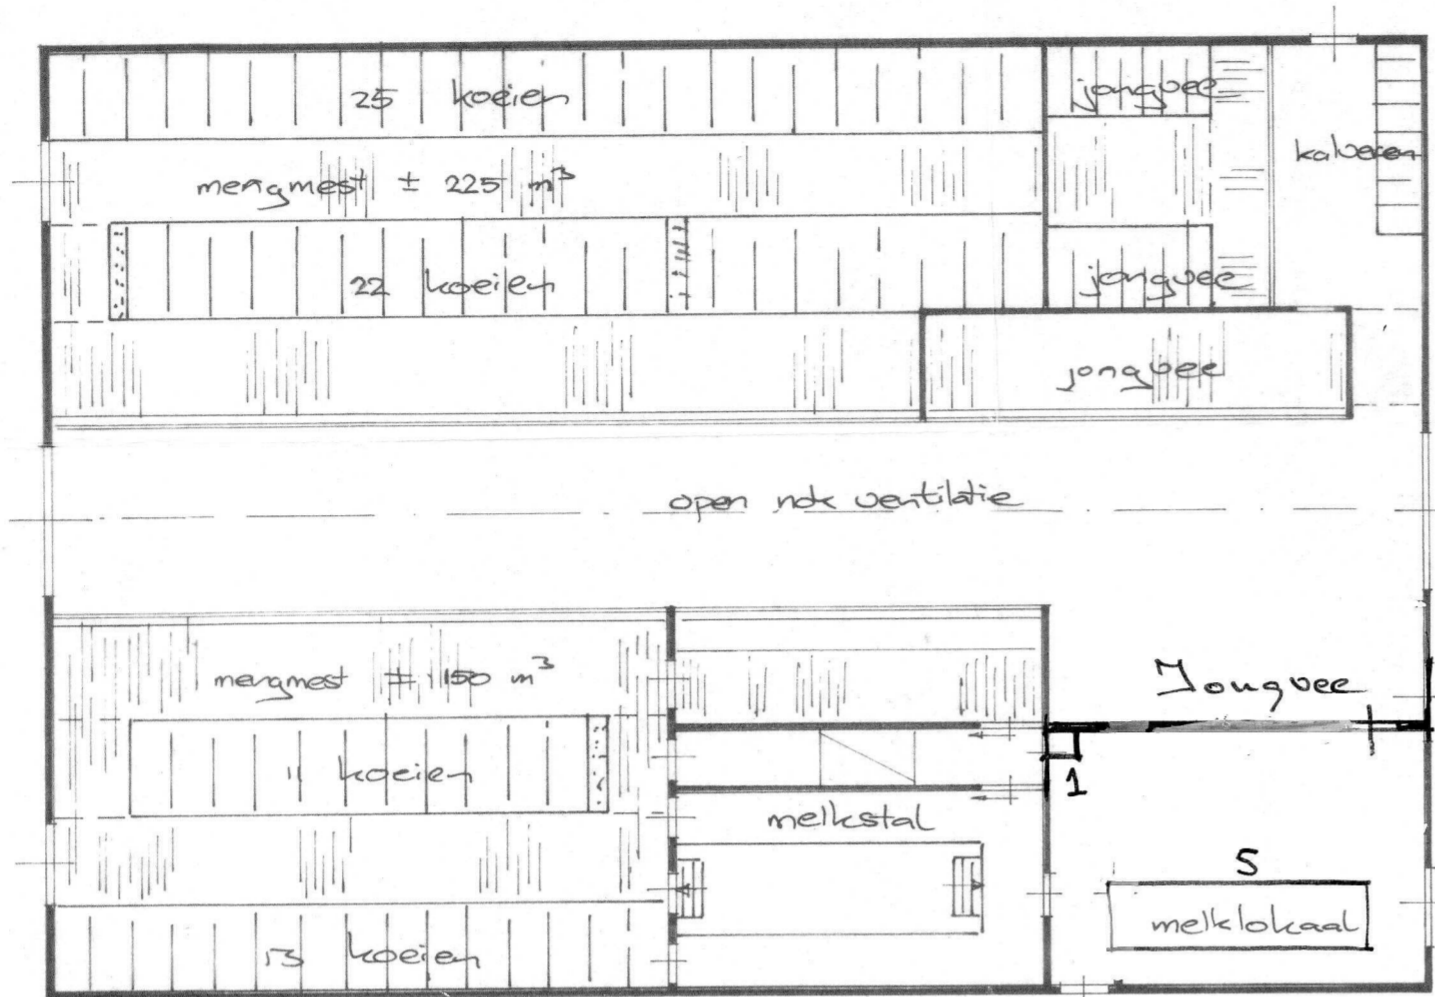 25 koeien
jongvee
kalveren
mengmest ± 225 m³
22 koeien
jongvee
jongvee
open nok ventilatie
mengmest ± 150 m³
Jongvee
11 koeien
1
melkstal
5
melklokaal
13 koeien